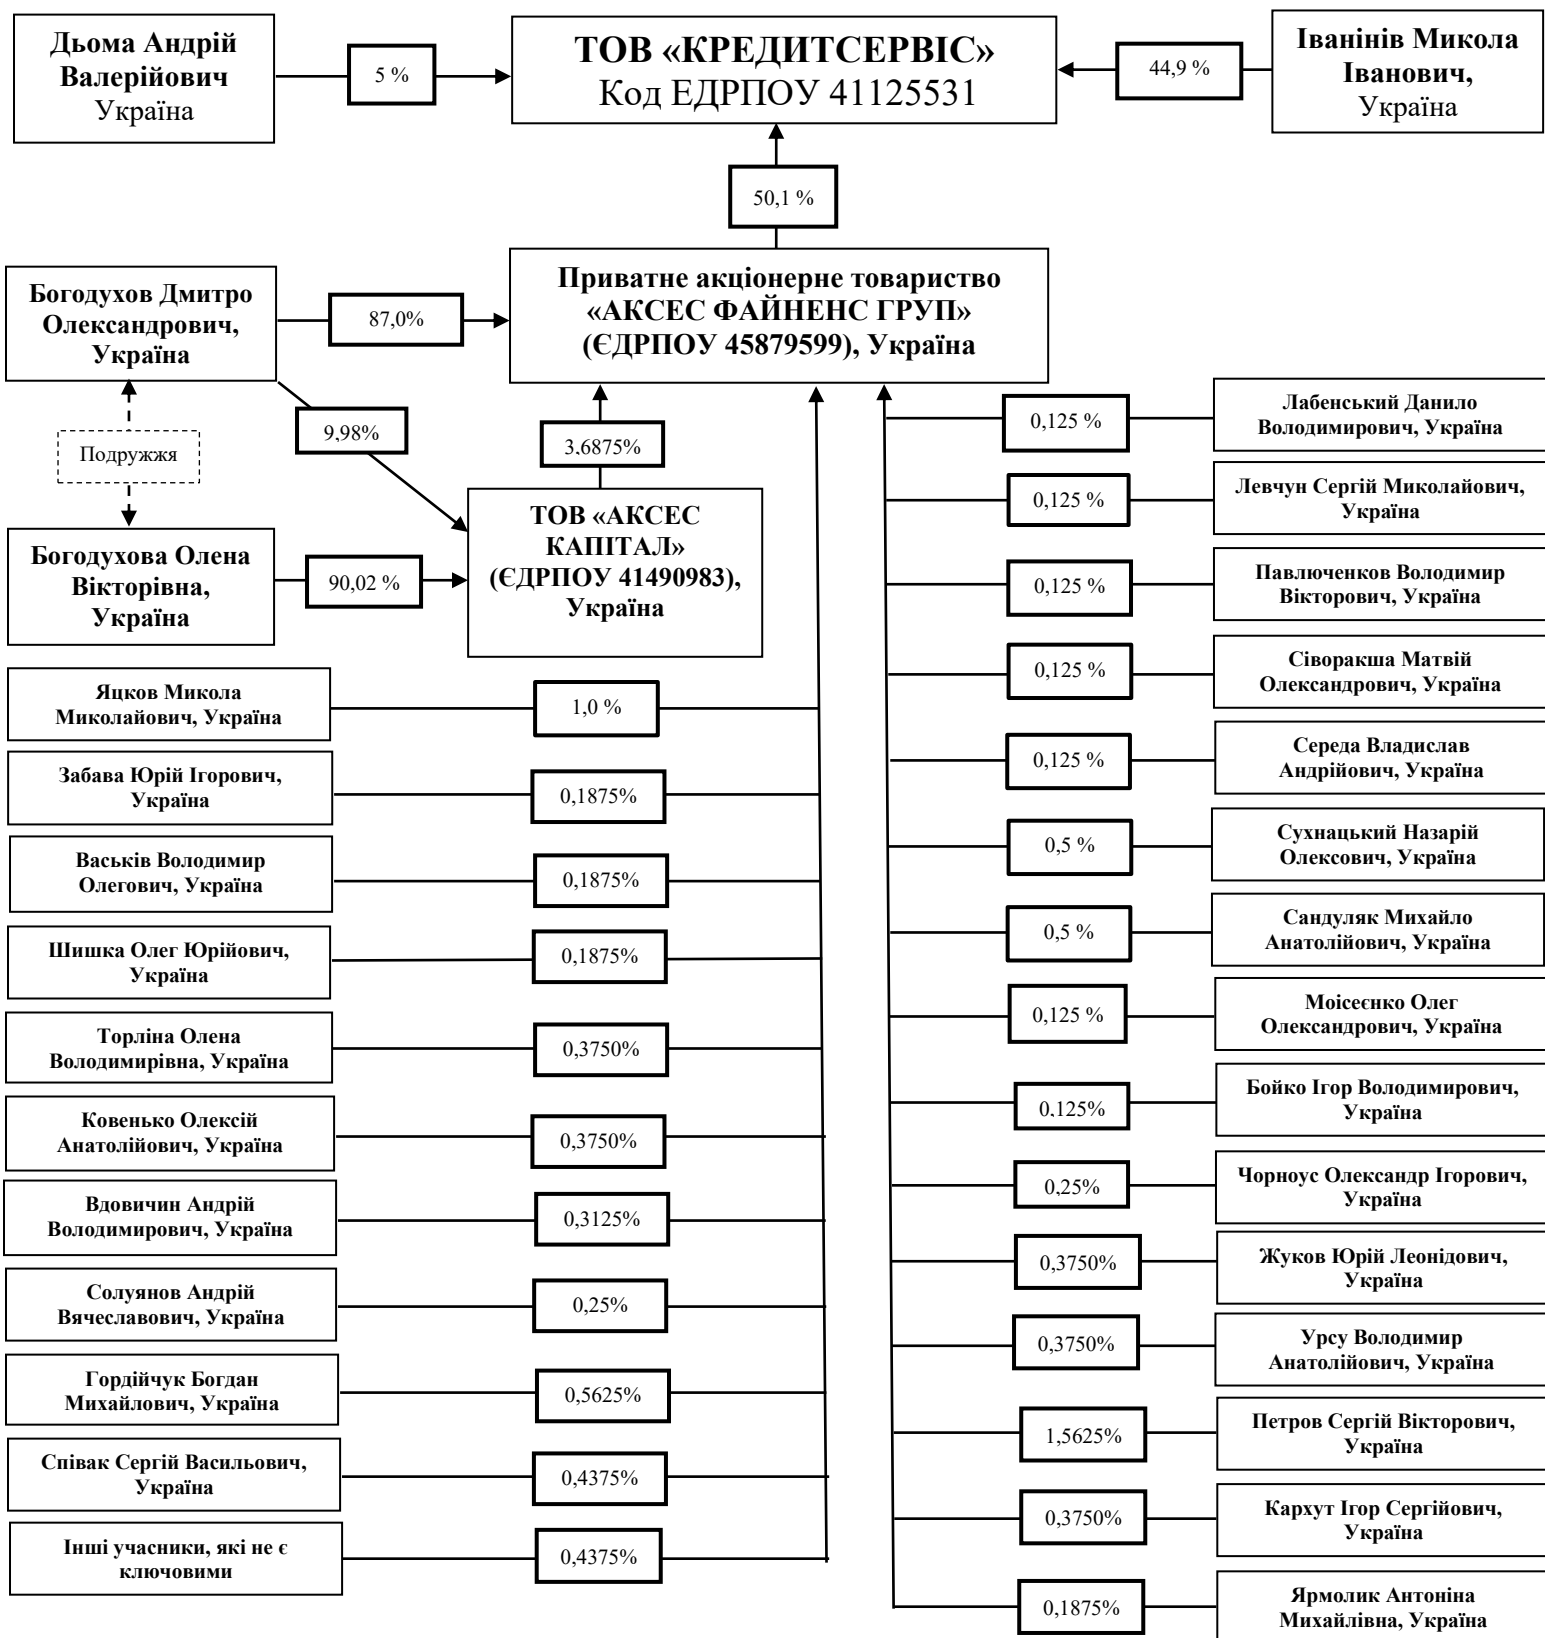 Дьома Андрій
Валерійович
Україна
5 %
ТОВ «КРЕДИТСЕРВІС»
Код ЕДРПОУ 41125531
44,9 %
Іванінів Микола
Іванович,
Україна
50,1 %
Богодухов Дмитро
Олександрович,
Україна
87,0%
Приватне акціонерне товариство
«АКСЕС ФАЙНЕНС ГРУП»
(ЄДРПОУ 45879599), Україна
Подружжя
9,98%
3,6875%
Богодухова Олена
Вікторівна,
Україна
90,02 %
ТОВ «АКСЕС
КАПІТАЛ»
(ЄДРПОУ 41490983),
Україна
Яцков Микола
Миколайович, Україна
1,0 %
Забава Юрій Ігорович,
Україна
0,1875%
Васьків Володимир
Олегович, Україна
0,1875%
Шишка Олег Юрійович,
Україна
0,1875%
Торліна Олена
Володимирівна, Україна
0,3750%
Ковенько Олексій
Анатолійович, Україна
0,3750%
Вдовичин Андрій
Володимирович, Україна
0,3125%
Солуянов Андрій
Вячеславович, Україна
0,25%
Гордійчук Богдан
Михайлович, Україна
0,5625%
Співак Сергій Васильович,
Україна
0,4375%
Інші учасники, які не є
ключовими
0,4375%
0,125 %
Лабенський Данило
Володимирович, Україна
0,125 %
Левчун Сергій Миколайович,
Україна
0,125 %
Павлюченков Володимир
Вікторович, Україна
0,125 %
Сіворакша Матвій
Олександрович, Україна
0,125 %
Середа Владислав
Андрійович, Україна
0,5 %
Сухнацький Назарій
Олексович, Україна
0,5 %
Сандуляк Михайло
Анатолійович, Україна
0,125 %
Моісеєнко Олег
Олександрович, Україна
0,125%
Бойко Ігор Володимирович,
Україна
0,25%
Чорноус Олександр Ігорович,
Україна
0,3750%
Жуков Юрій Леонідович,
Україна
0,3750%
Урсу Володимир
Анатолійович, Україна
1,5625%
Петров Сергій Вікторович,
Україна
0,3750%
Кархут Ігор Сергійович,
Україна
0,1875%
Ярмолик Антоніна
Михайлівна, Україна